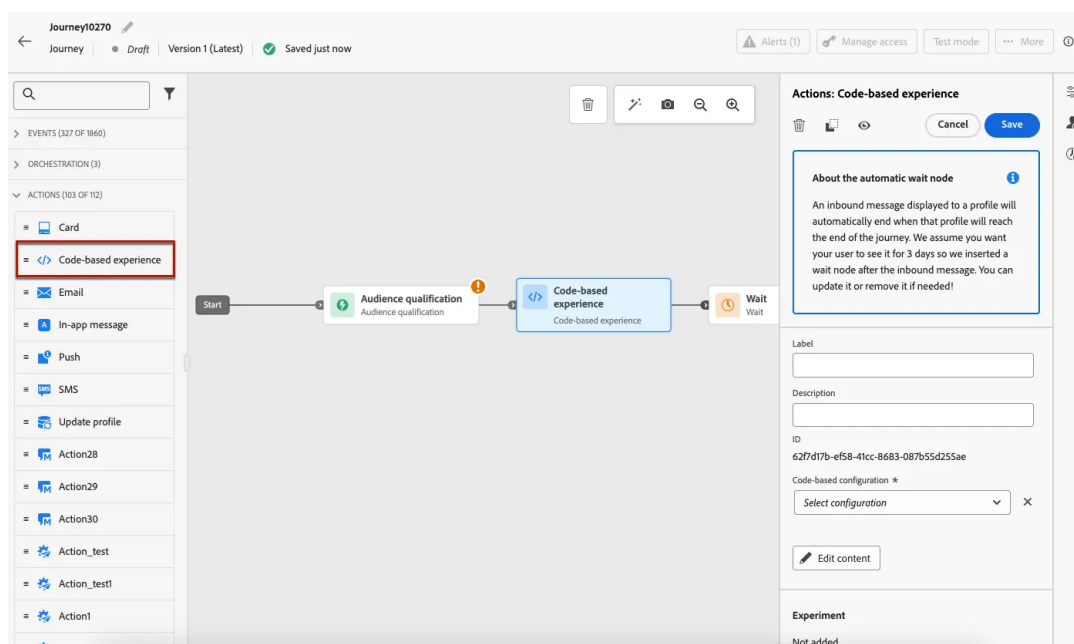 Journey10270
Journey
Draft
Version 1 (Latest)
Saved just now
Alerts (1)
Manage access
Test mode
··· More
EVENTS (327 OF 1860)
ORCHESTRATION (3)
ACTIONS (103 OF 112)
Card
Code-based experience
Email
In-app message
Push
SMS
Update profile
Action28
Action29
Action30
Action_test
Action_test1
Action1
Start
Audience qualification
Audience qualification
Code-based
experience
Code-based experience
Wait
Wait
Actions: Code-based experience
Cancel
Save
About the automatic wait node
An inbound message displayed to a profile will
automatically end when that profile will reach
the end of the journey. We assume you want
your user to see it for 3 days so we inserted a
wait node after the inbound message. You can
update it or remove it if needed!
Label
Description
ID
62f7d17b-ef58-41cc-8683-087b55d255ae
Code-based configuration *
Select configuration
Edit content
Experiment
Not added